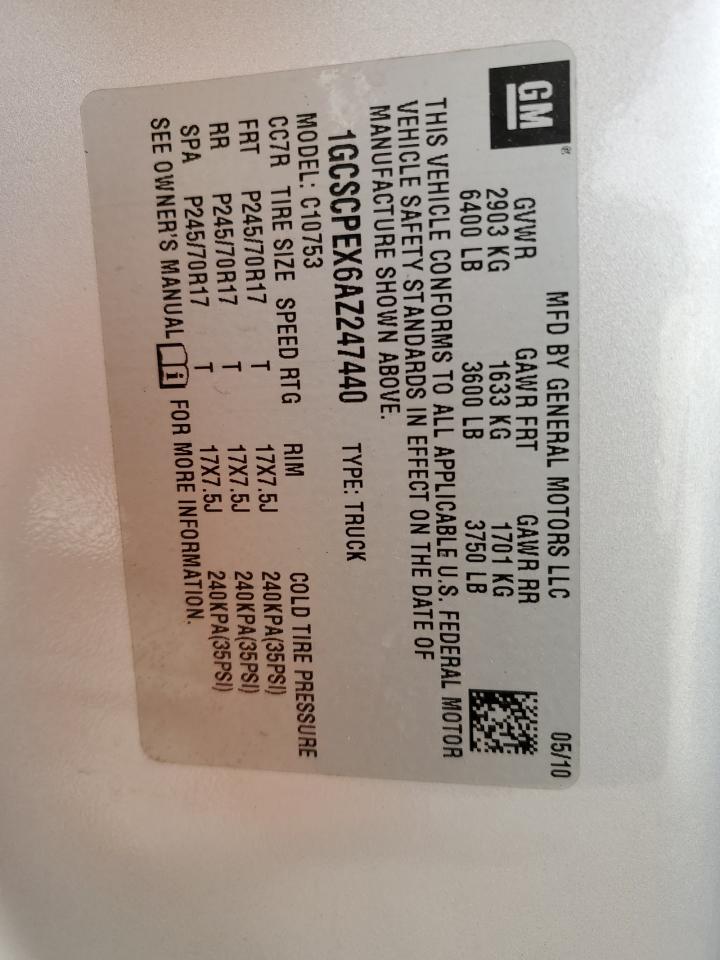 GM
MFD BY GENERAL MOTORS LLC 05/10
GVWR GAWR FRT GAWR RR
2903 KG 1633 KG 1701 KG
6400 LB 3600 LB 3750 LB
THIS VEHICLE CONFORMS TO ALL APPLICABLE U.S. FEDERAL MOTOR
VEHICLE SAFETY STANDARDS IN EFFECT ON THE DATE OF
MANUFACTURE SHOWN ABOVE.
1GCSCPEX6AZ247440 TYPE: TRUCK
MODEL: C10753
CC7R TIRE SIZE SPEED RTG RIM COLD TIRE PRESSURE
FRT P245/70R17 T 17X7.5J 240KPA(35PSI)
RR P245/70R17 T 17X7.5J 240KPA(35PSI)
SPA P245/70R17 T 17X7.5J 240KPA(35PSI)
SEE OWNER'S MANUAL i FOR MORE INFORMATION.